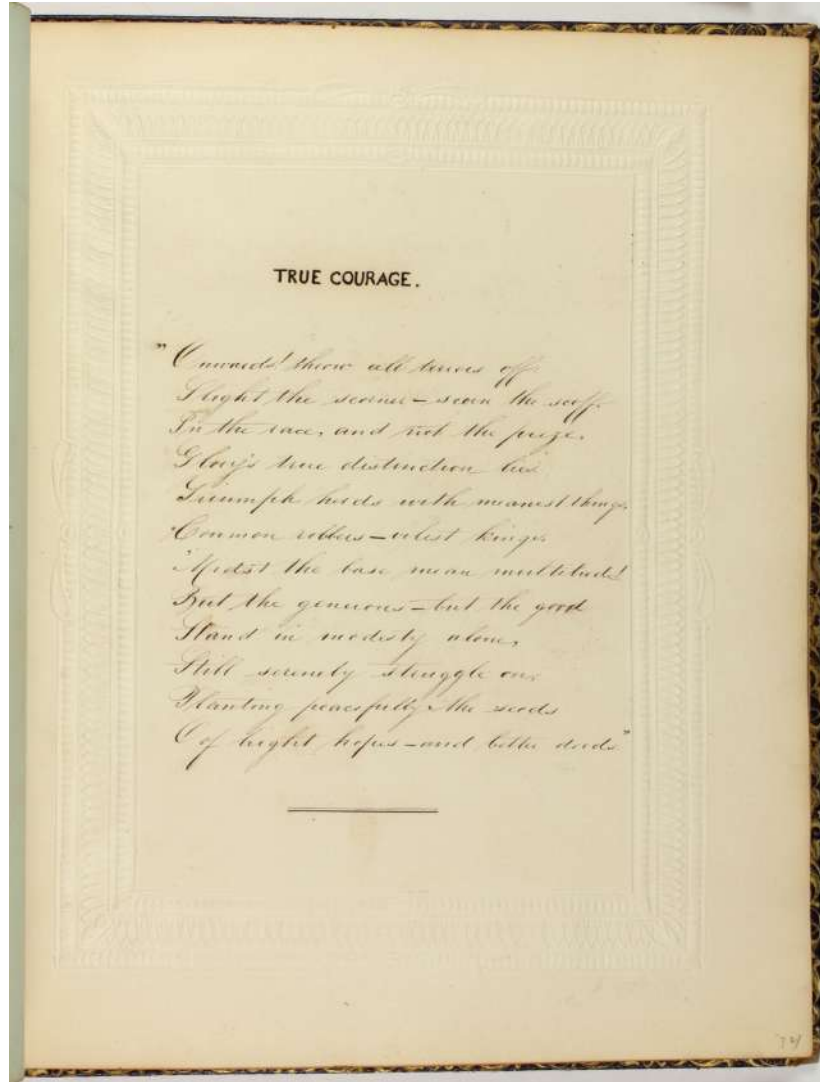 TRUE COURAGE.
"Onwards! throw all terrors off
Slight the scorner – scorn the scoff.
In the race, and not the prize,
Glory's true distinction lies
Triumph herds with meanest things,
Common robbers – vilest kings,
'Midst the base mean multitude!
But the generous – but the good
Stand in modesty alone,
Still serenely struggle on,
Planting peacefully the seeds
Of bright hopes – and better deeds."